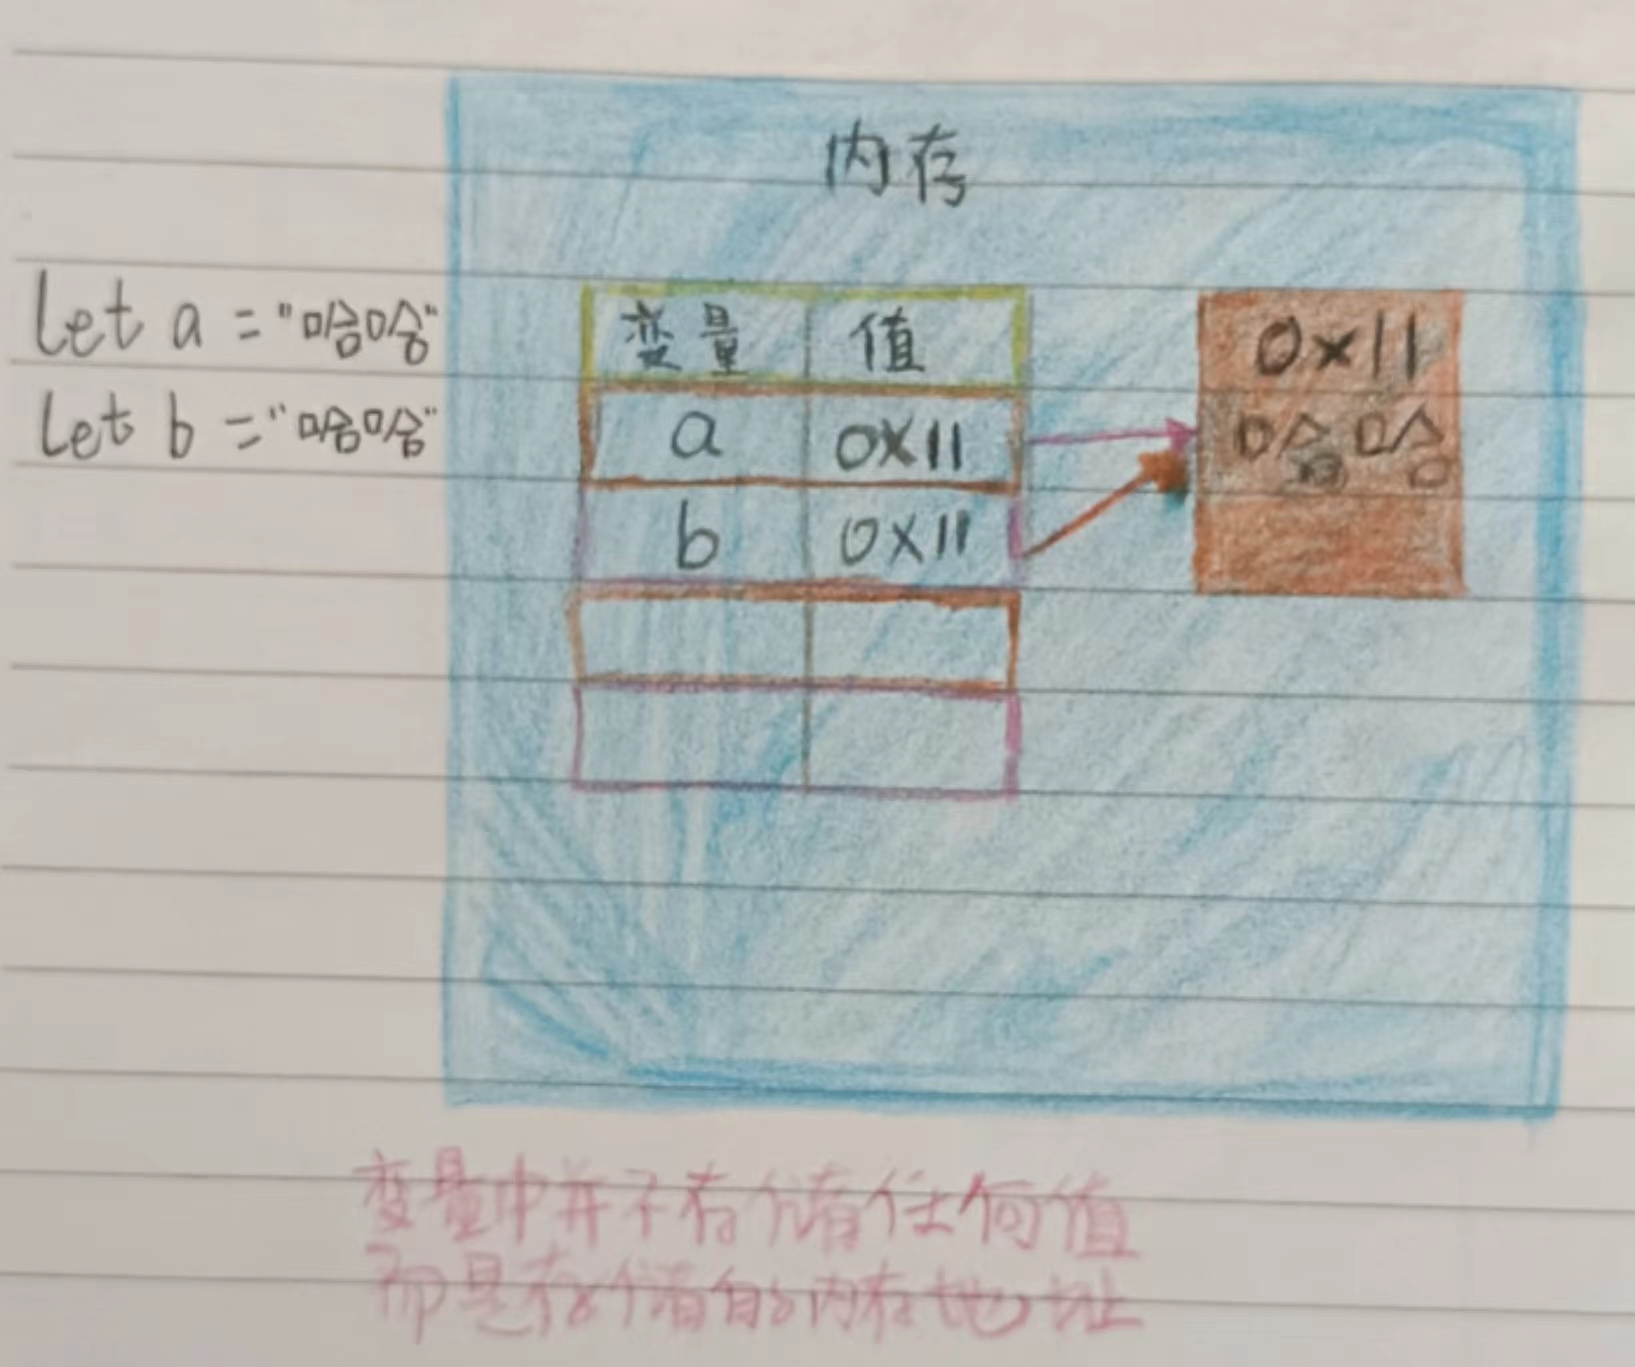 内存
let a = "哈哈"
let b = "哈哈"
变量 值
a 0x11
b 0x11
0x11
哈哈
变量中并不存储任何值
而是存储的内存地址